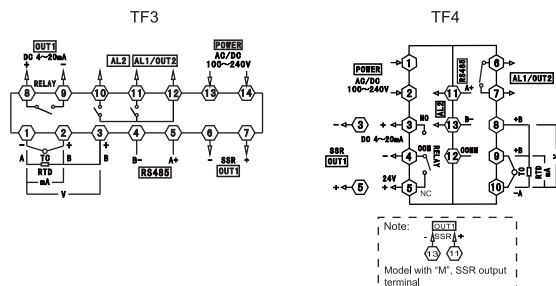 TF3
OUT1
DC 4~20mA
+ -
AL2
AL1/OUT2
POWER
AC/DC
100~240V
RELAY
8 9 10 11 12 13 14
1 2 3 4 5 6 7
- + +
A TC B B B- A+ - SSR +
RTD
RS485
OUT1
mA
V
TF4
1
POWER
AC/DC
100~240V
2
RS485
11 A+
6
AL1/OUT2
7
- 3
+ 3 NO
AL2
13 B-
8 +B
DC 4~20mA
SSR
OUT1
- 4 COM
RELAY
12 COMM
9 +B
TC
RTD
mA
+ 5
24V
+ 5 NC
10 -A
Note:
OUT1
- SSR +
13 11
Model with "M", SSR output
terminal